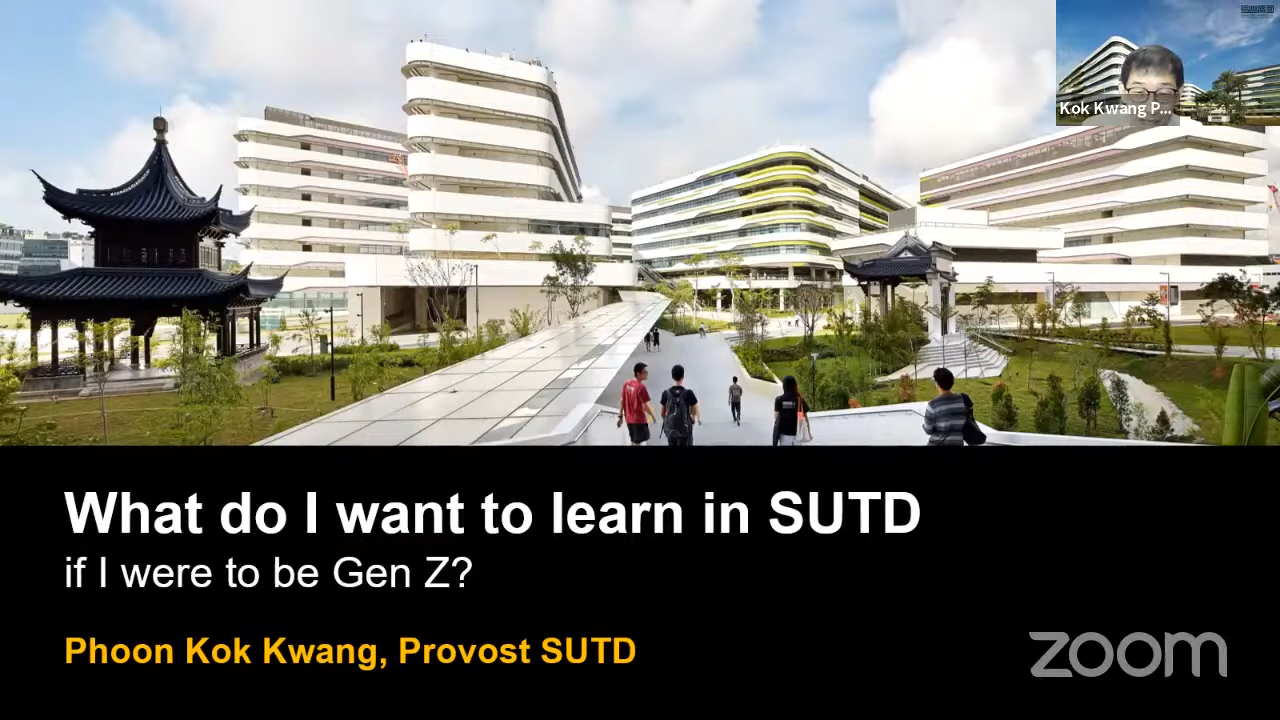 Kok Kwang P...
What do I want to learn in SUTD
if I were to be Gen Z?
Phoon Kok Kwang, Provost SUTD
zoom